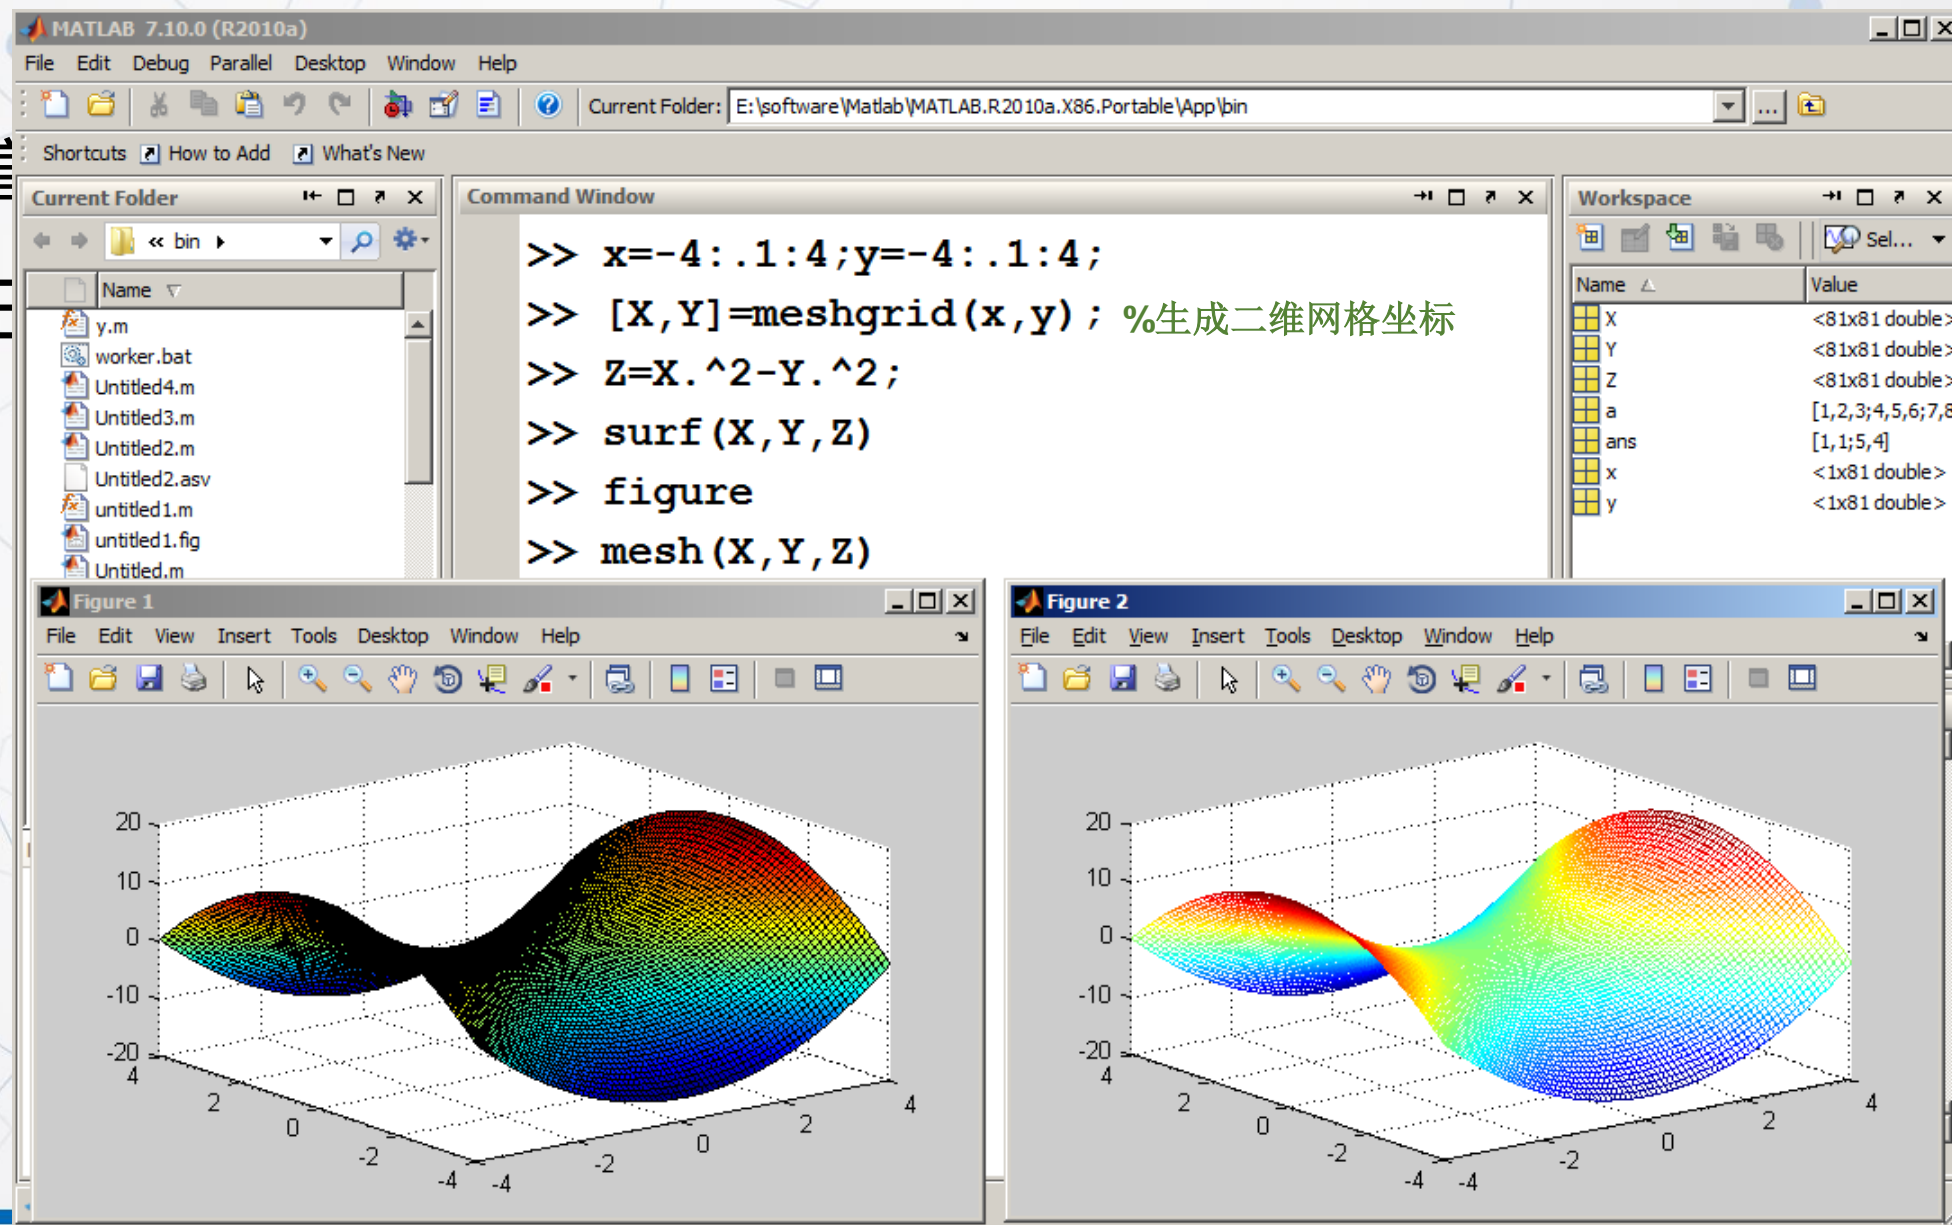 MATLAB 7.10.0 (R2010a)
File Edit Debug Parallel Desktop Window Help
Current Folder: E:\software\Matlab\MATLAB.R2010a.X86.Portable\App\bin
Shortcuts How to Add What's New
Current Folder
« bin
Name
y.m
worker.bat
Untitled4.m
Untitled3.m
Untitled2.m
Untitled2.asv
untitled1.m
untitled1.fig
Untitled.m
Command Window
>> x=-4:.1:4;y=-4:.1:4;
>> [X,Y]=meshgrid(x,y); %生成二维网格坐标
>> Z=X.^2-Y.^2;
>> surf(X,Y,Z)
>> figure
>> mesh(X,Y,Z)
Workspace
Sel...
Name Value
X <81x81 double>
Y <81x81 double>
Z <81x81 double>
a [1,2,3;4,5,6;7,8
ans [1,1;5,4]
x <1x81 double>
y <1x81 double>
Figure 1
File Edit View Insert Tools Desktop Window Help
20
10
0
-10
-20
4
2
0
-2
-4
-4
-2
0
2
4
Figure 2
File Edit View Insert Tools Desktop Window Help
20
10
0
-10
-20
4
2
0
-2
-4
-4
-2
0
2
4